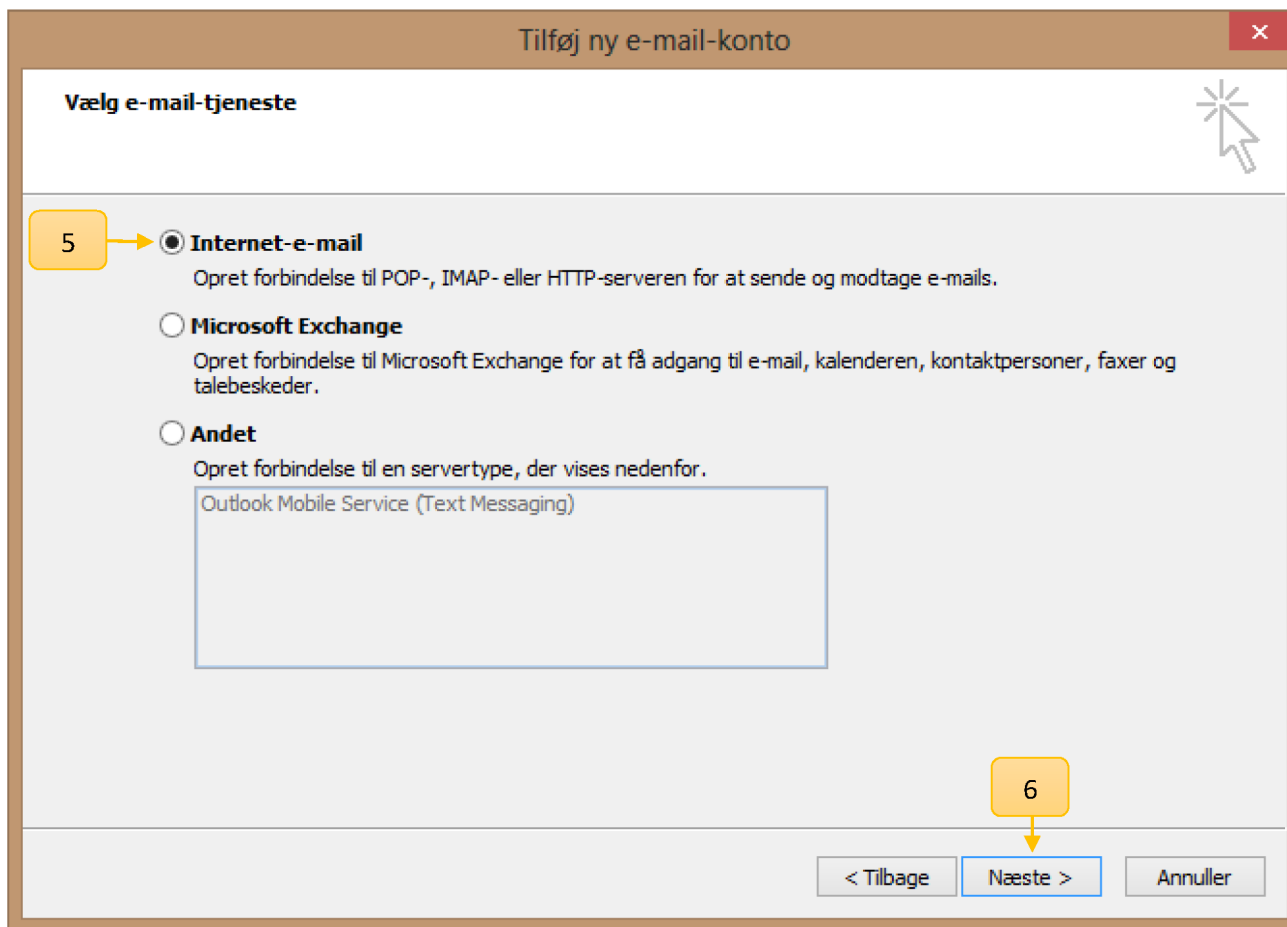 Tilføj ny e-mail-konto
Vælg e-mail-tjeneste
5
Internet-e-mail
Opret forbindelse til POP-, IMAP- eller HTTP-serveren for at sende og modtage e-mails.
Microsoft Exchange
Opret forbindelse til Microsoft Exchange for at få adgang til e-mail, kalenderen, kontaktpersoner, faxer og
talebeskeder.
Andet
Opret forbindelse til en servertype, der vises nedenfor.
Outlook Mobile Service (Text Messaging)
6
< Tilbage
Næste >
Annuller